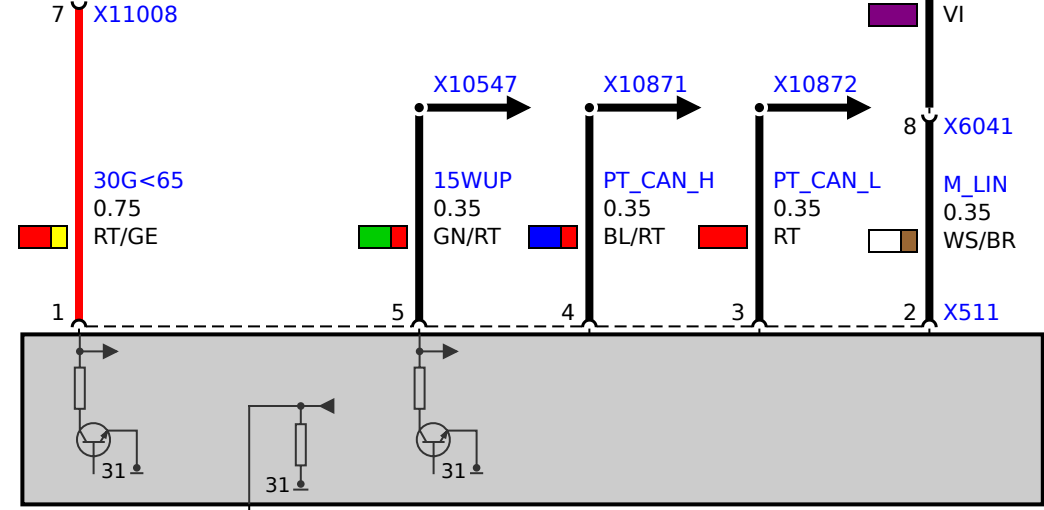 7 X11008
VI
X10547
X10871
X10872
8 X6041
30G<65
0.75
RT/GE
15WUP
0.35
GN/RT
PT_CAN_H
0.35
BL/RT
PT_CAN_L
0.35
RT
M_LIN
0.35
WS/BR
1
5
4
3
2 X511
31
31
31